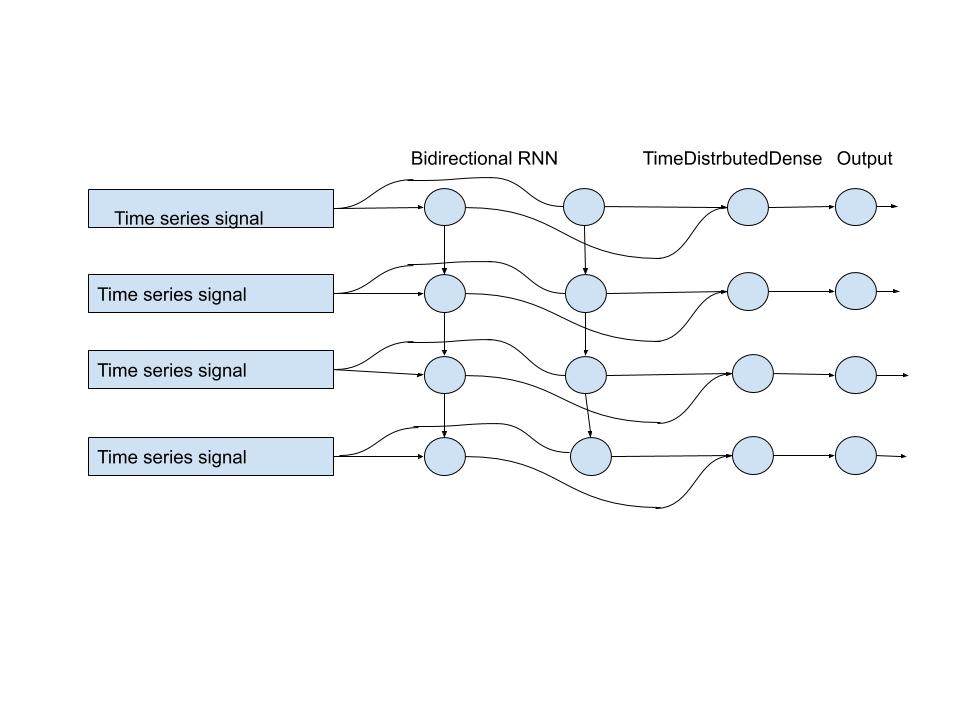 Bidirectional RNN
TimeDistrbutedDense
Output
Time series signal
Time series signal
Time series signal
Time series signal